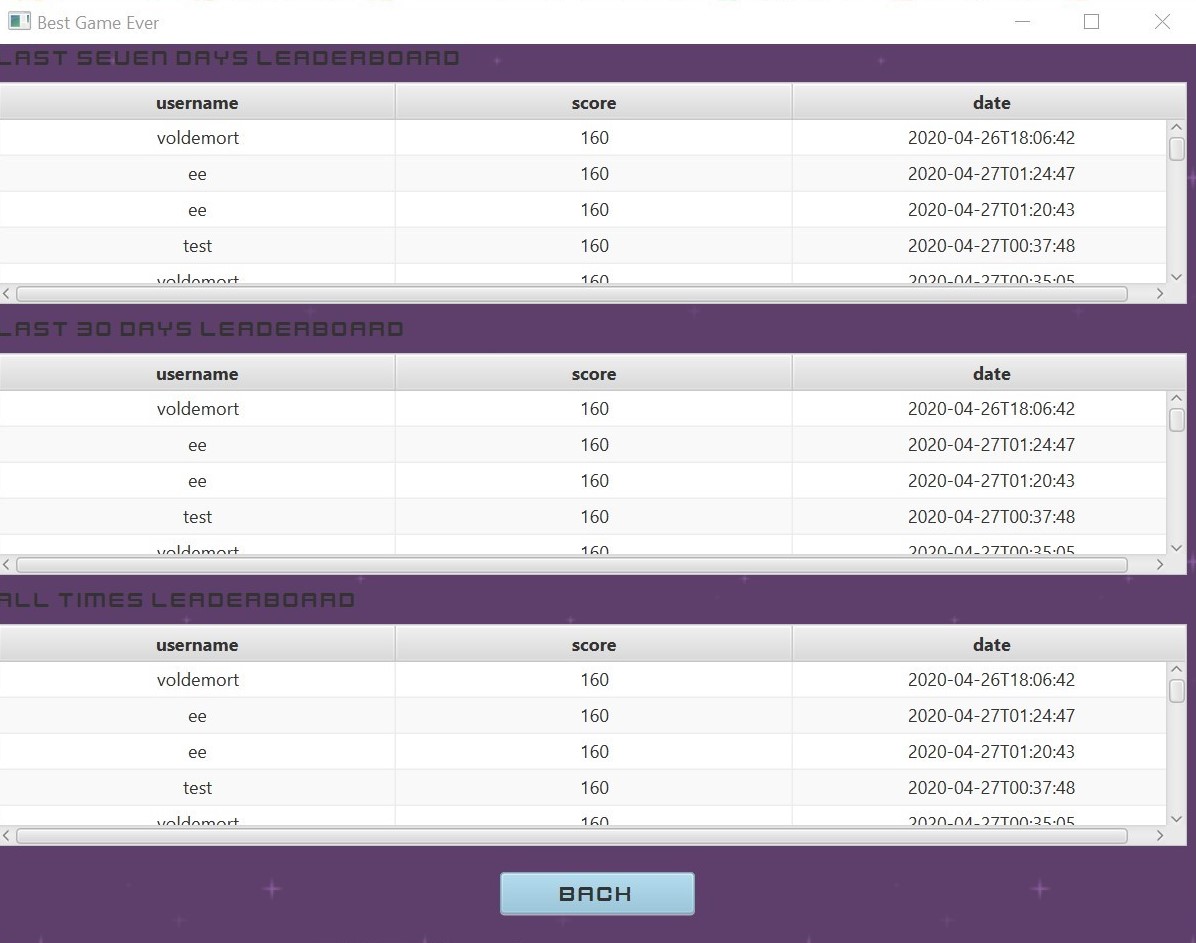 Best Game Ever
LAST SEVEN DAYS LEADERBOARD
username score date
voldemort 160 2020-04-26T18:06:42
ee 160 2020-04-27T01:24:47
ee 160 2020-04-27T01:20:43
test 160 2020-04-27T00:37:48
voldemort 160 2020-04-27T00:35:05
LAST 30 DAYS LEADERBOARD
username score date
voldemort 160 2020-04-26T18:06:42
ee 160 2020-04-27T01:24:47
ee 160 2020-04-27T01:20:43
test 160 2020-04-27T00:37:48
voldemort 160 2020-04-27T00:35:05
ALL TIMES LEADERBOARD
username score date
voldemort 160 2020-04-26T18:06:42
ee 160 2020-04-27T01:24:47
ee 160 2020-04-27T01:20:43
test 160 2020-04-27T00:37:48
voldemort 160 2020-04-27T00:35:05
BACK